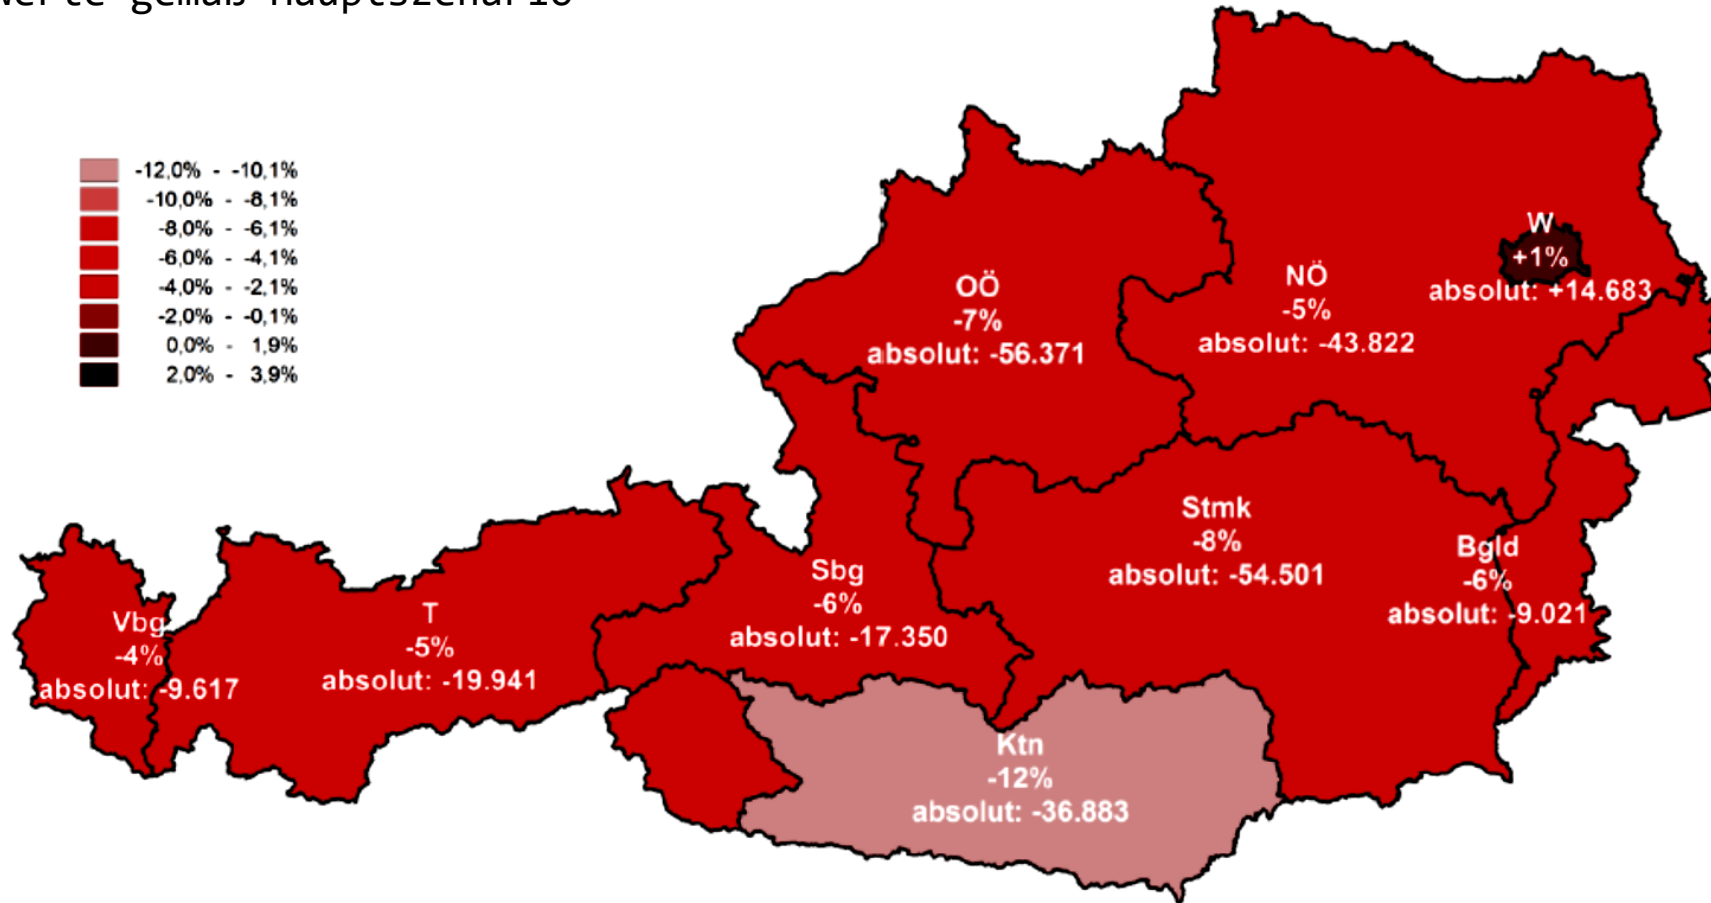 Werte gemäß Hauptszenario
-12,0% - -10,1%
-10,0% - -8,1%
-8,0% - -6,1%
-6,0% - -4,1%
-4,0% - -2,1%
-2,0% - -0,1%
0,0% - 1,9%
2,0% - 3,9%
W
+1%
absolut: +14.683
NÖ
-5%
absolut: -43.822
OÖ
-7%
absolut: -56.371
Stmk
-8%
absolut: -54.501
Bgld
-6%
absolut: -9.021
Sbg
-6%
absolut: -17.350
T
-5%
absolut: -19.941
Vbg
-4%
absolut: -9.617
Ktn
-12%
absolut: -36.883